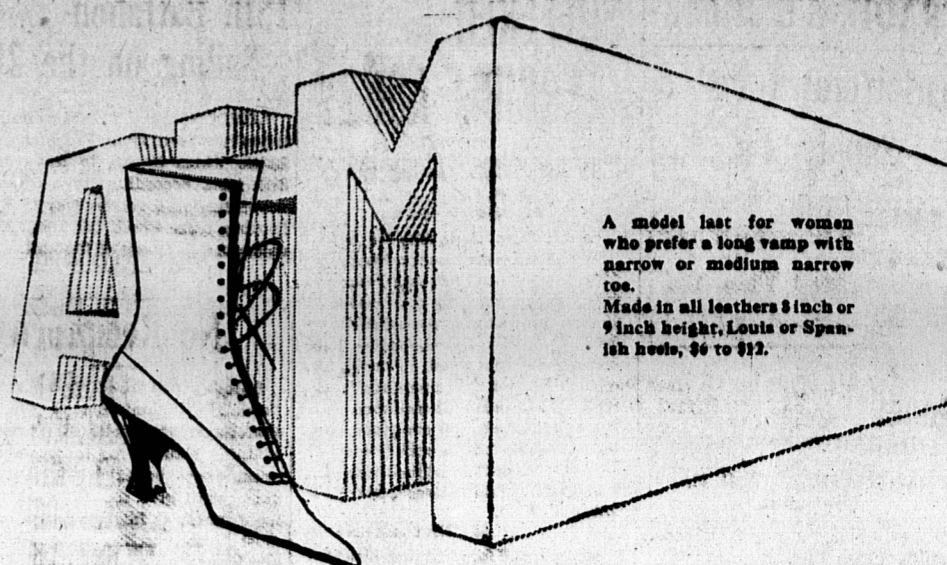 A model last for women
who prefer a long vamp with
narrow or medium narrow
toe.
Made in all leathers 8 inch or
9 inch height, Louis or Span-
ish heels, $6 to $12.